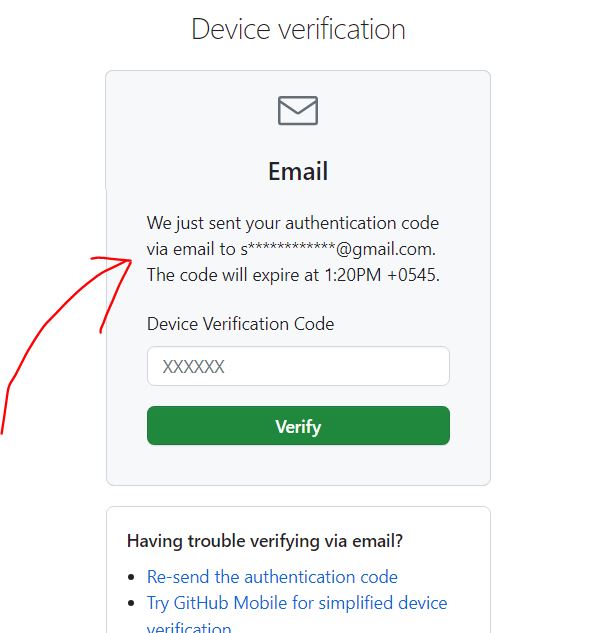 Device verification
Email
We just sent your authentication code
via email to s************@gmail.com.
The code will expire at 1:20PM +0545.
Device Verification Code
XXXXXX
Verify
Having trouble verifying via email?
• Re-send the authentication code
• Try GitHub Mobile for simplified device
verification